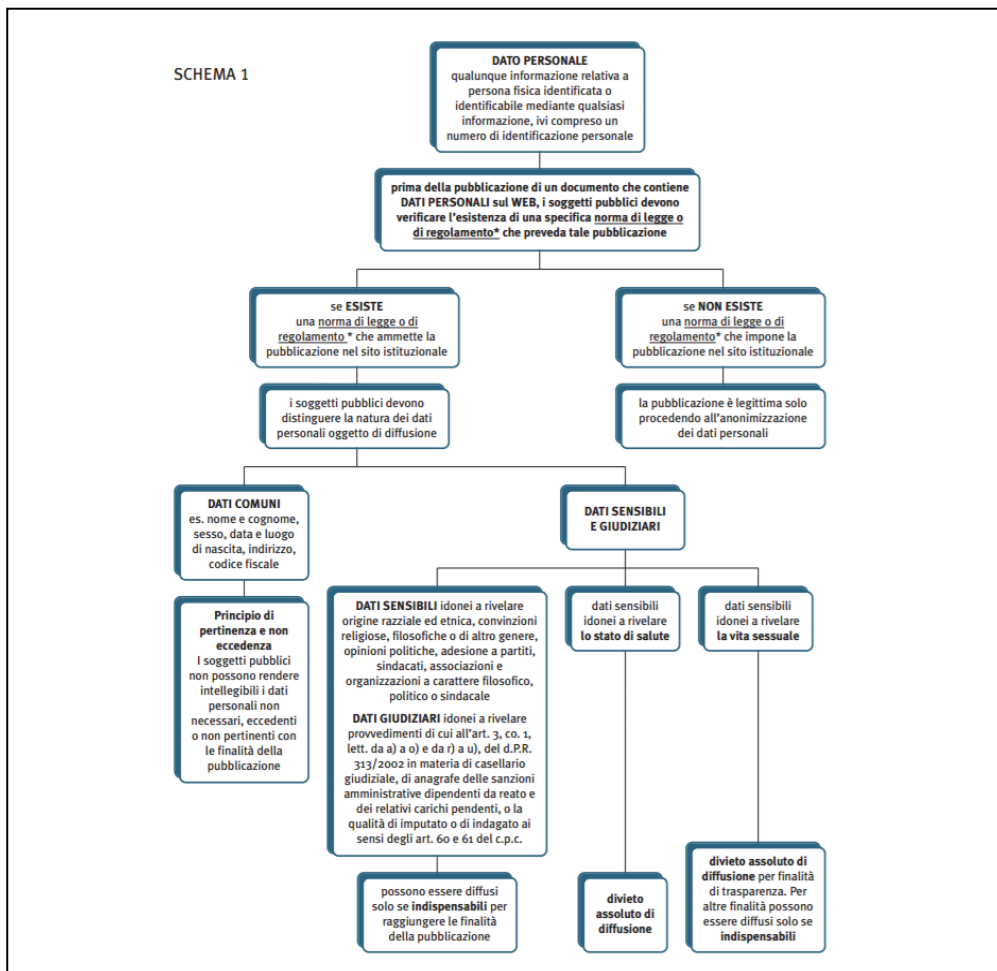 SCHEMA 1
DATO PERSONALE
qualunque informazione relativa a
persona fisica identificata o
identificabile mediante qualsiasi
informazione, ivi compreso un
numero di identificazione personale
prima della pubblicazione di un documento che contiene
DATI PERSONALI sul WEB, i soggetti pubblici devono
verificare l'esistenza di una specifica norma di legge o
di regolamento* che preveda tale pubblicazione
se ESISTE
una norma di legge o di
regolamento * che ammette la
pubblicazione nel sito istituzionale
se NON ESISTE
una norma di legge o di
regolamento* che impone la
pubblicazione nel sito istituzionale
i soggetti pubblici devono
distinguere la natura dei dati
personali oggetto di diffusione
la pubblicazione è legittima solo
procedendo all'anonimizzazione
dei dati personali
DATI COMUNI
es. nome e cognome,
sesso, data e luogo
di nascita, indirizzo,
codice fiscale
DATI SENSIBILI
E GIUDIZIARI
Principio di
pertinenza e non
eccedenza
I soggetti pubblici
non possono rendere
intellegibili i dati
personali non
necessari, eccedenti
o non pertinenti con
le finalità della
pubblicazione
DATI SENSIBILI idonei a rivelare
origine razziale ed etnica, convinzioni
religiose, filosofiche o di altro genere,
opinioni politiche, adesione a partiti,
sindacati, associazioni e
organizzazioni a carattere filosofico,
politico o sindacale
DATI GIUDIZIARI idonei a rivelare
provvedimenti di cui all'art. 3, co. 1,
lett. da a) a o) e da r) a u), del d.P.R.
313/2002 in materia di casellario
giudiziale, di anagrafe delle sanzioni
amministrative dipendenti da reato e
dei relativi carichi pendenti, o la
qualità di imputato o di indagato ai
sensi degli art. 60 e 61 del c.p.c.
dati sensibili
idonei a rivelare
lo stato di salute
dati sensibili
idonei a rivelare
la vita sessuale
possono essere diffusi
solo se indispensabili per
raggiungere le finalità
della pubblicazione
divieto
assoluto di
diffusione
divieto assoluto di
diffusione per finalità
di trasparenza. Per
altre finalità possono
essere diffusi solo se
indispensabili